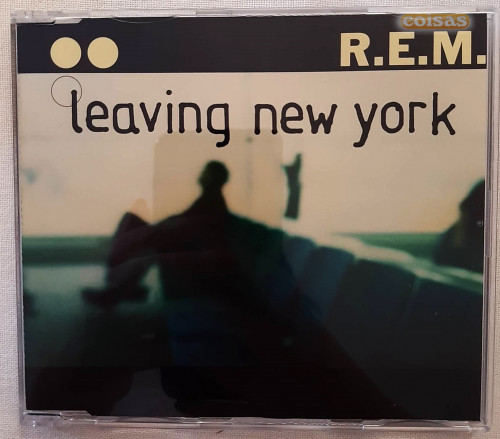 coisas
R.E.M.
leaving new york